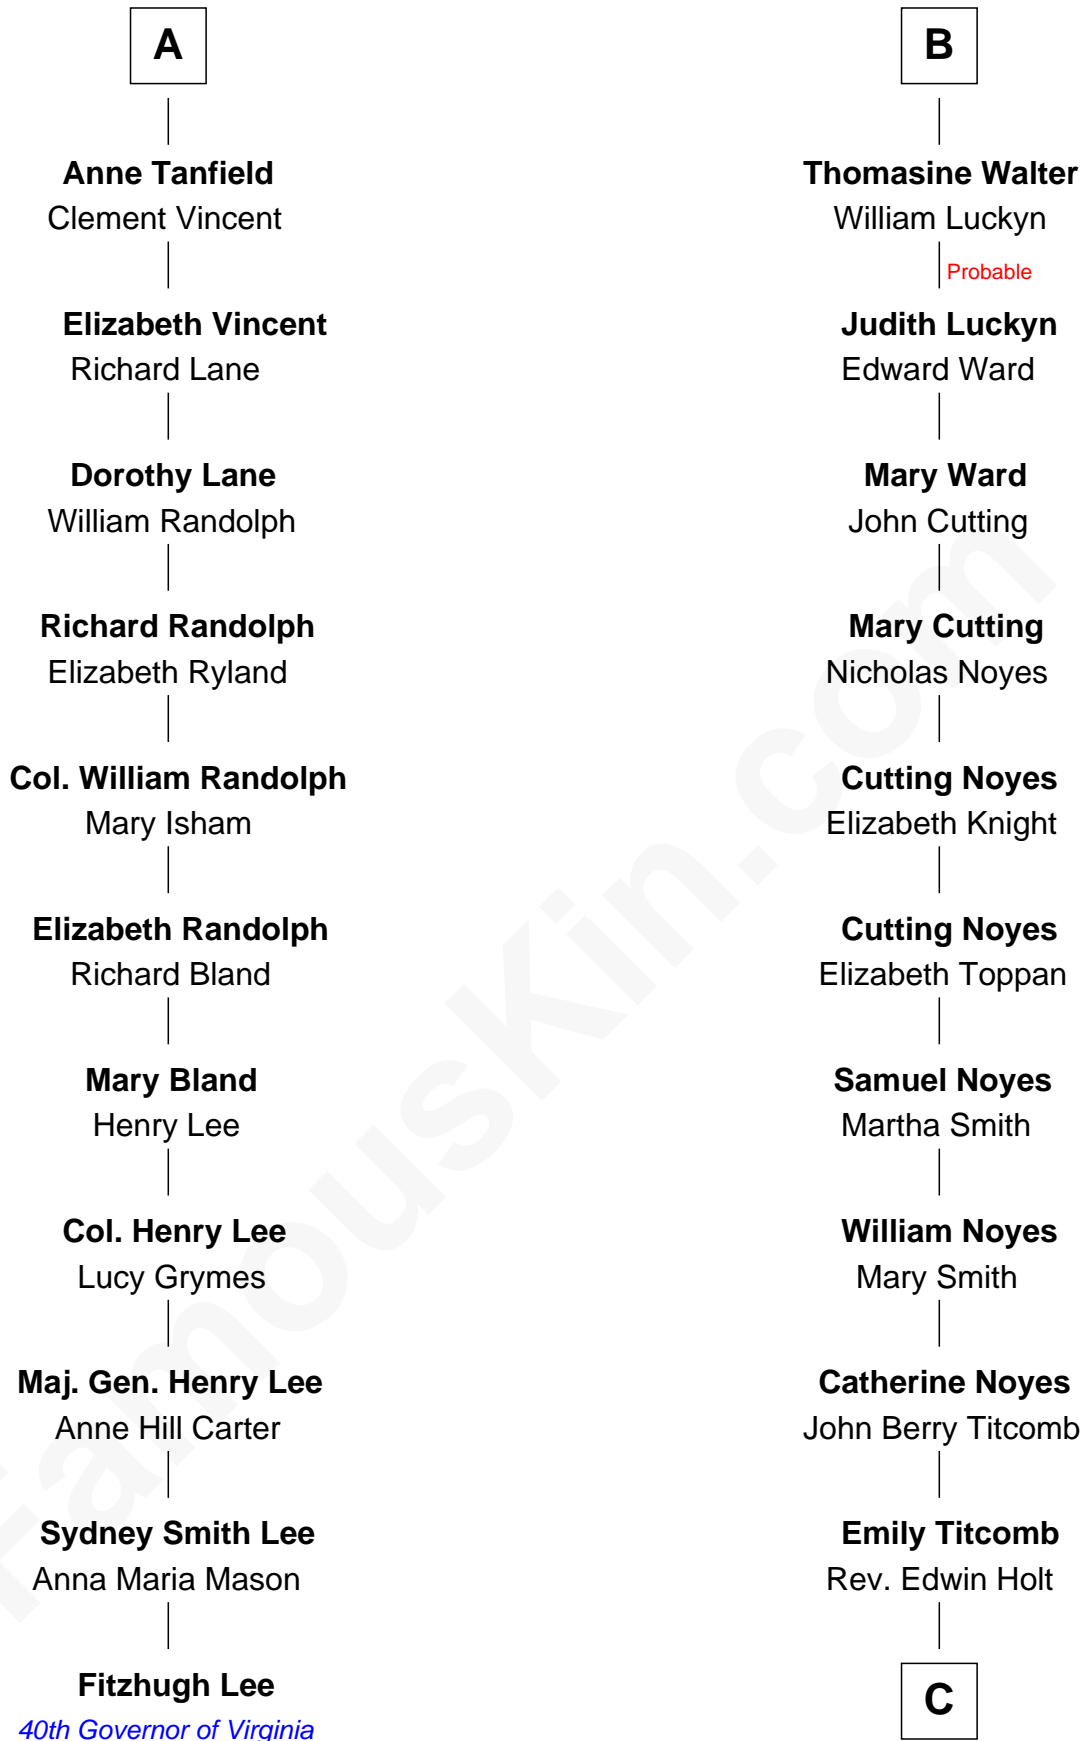 A
Anne Tanfield
Clement Vincent
Elizabeth Vincent
Richard Lane
Dorothy Lane
William Randolph
Richard Randolph
Elizabeth Ryland
Col. William Randolph
Mary Isham
Elizabeth Randolph
Richard Bland
Mary Bland
Henry Lee
Col. Henry Lee
Lucy Grymes
Maj. Gen. Henry Lee
Anne Hill Carter
Sydney Smith Lee
Anna Maria Mason
Fitzhugh Lee
40th Governor of Virginia
B
Thomasine Walter
William Luckyn
Probable
Judith Luckyn
Edward Ward
Mary Ward
John Cutting
Mary Cutting
Nicholas Noyes
Cutting Noyes
Elizabeth Knight
Cutting Noyes
Elizabeth Toppan
Samuel Noyes
Martha Smith
William Noyes
Mary Smith
Catherine Noyes
John Berry Titcomb
Emily Titcomb
Rev. Edwin Holt
C
FamousKin.com